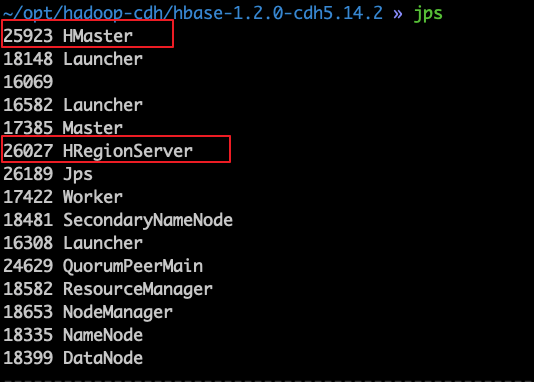 ~/opt/hadoop-cdh/hbase-1.2.0-cdh5.14.2 » jps
25923 HMaster
18148 Launcher
16069
16582 Launcher
17385 Master
26027 HRegionServer
26189 Jps
17422 Worker
18481 SecondaryNameNode
16308 Launcher
24629 QuorumPeerMain
18582 ResourceManager
18653 NodeManager
18335 NameNode
18399 DataNode